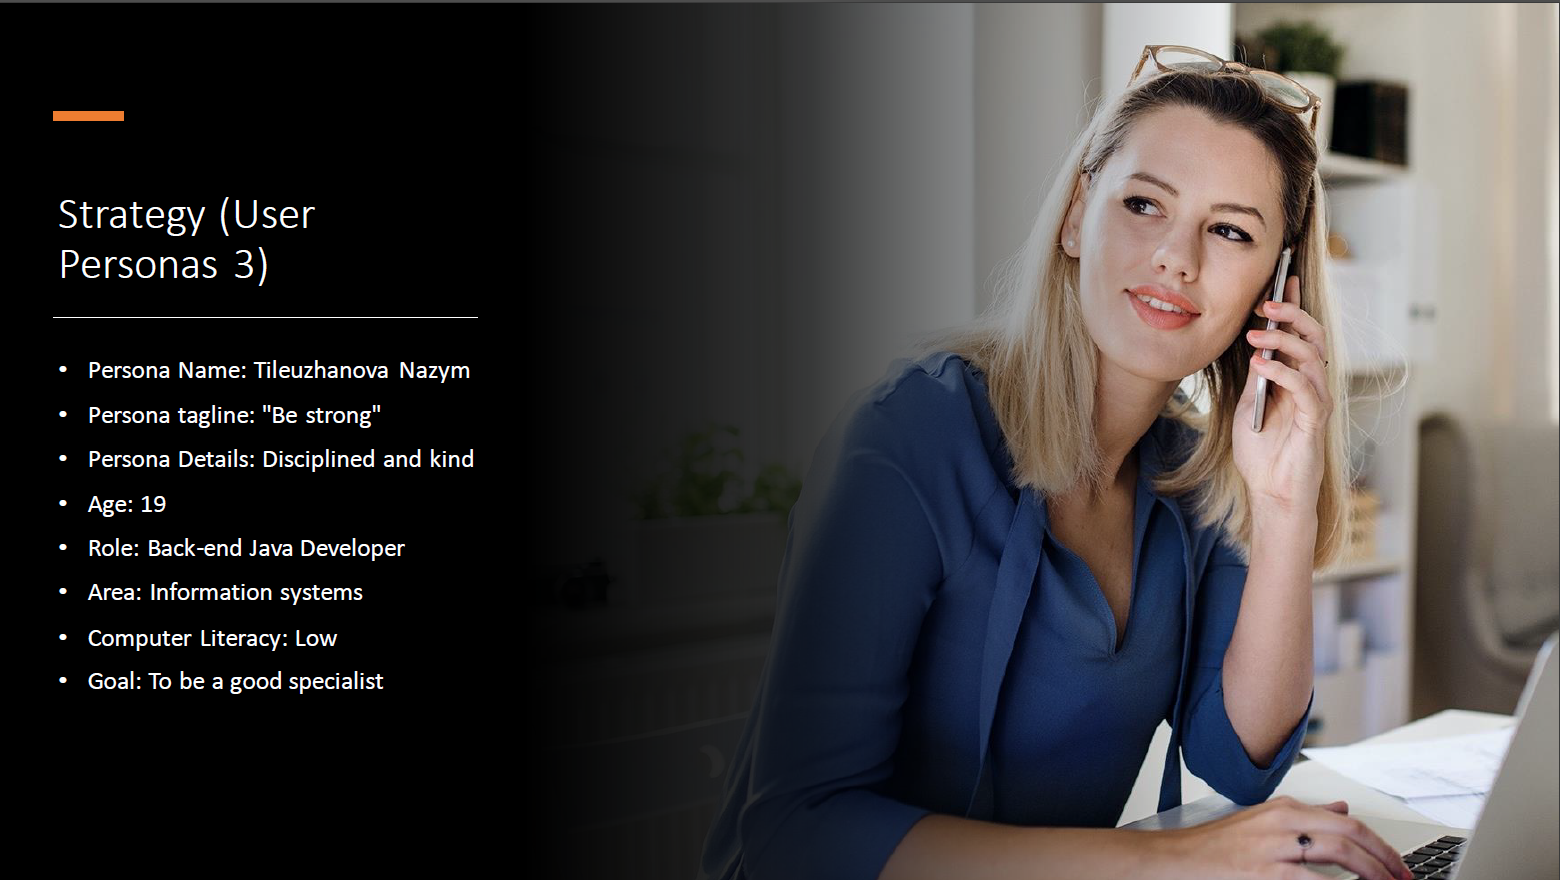 Strategy (User
Personas 3)
• Persona Name: Tileuzhanova Nazym
• Persona tagline: "Be strong"
• Persona Details: Disciplined and kind
• Age: 19
• Role: Back-end Java Developer
• Area: Information systems
• Computer Literacy: Low
• Goal: To be a good specialist